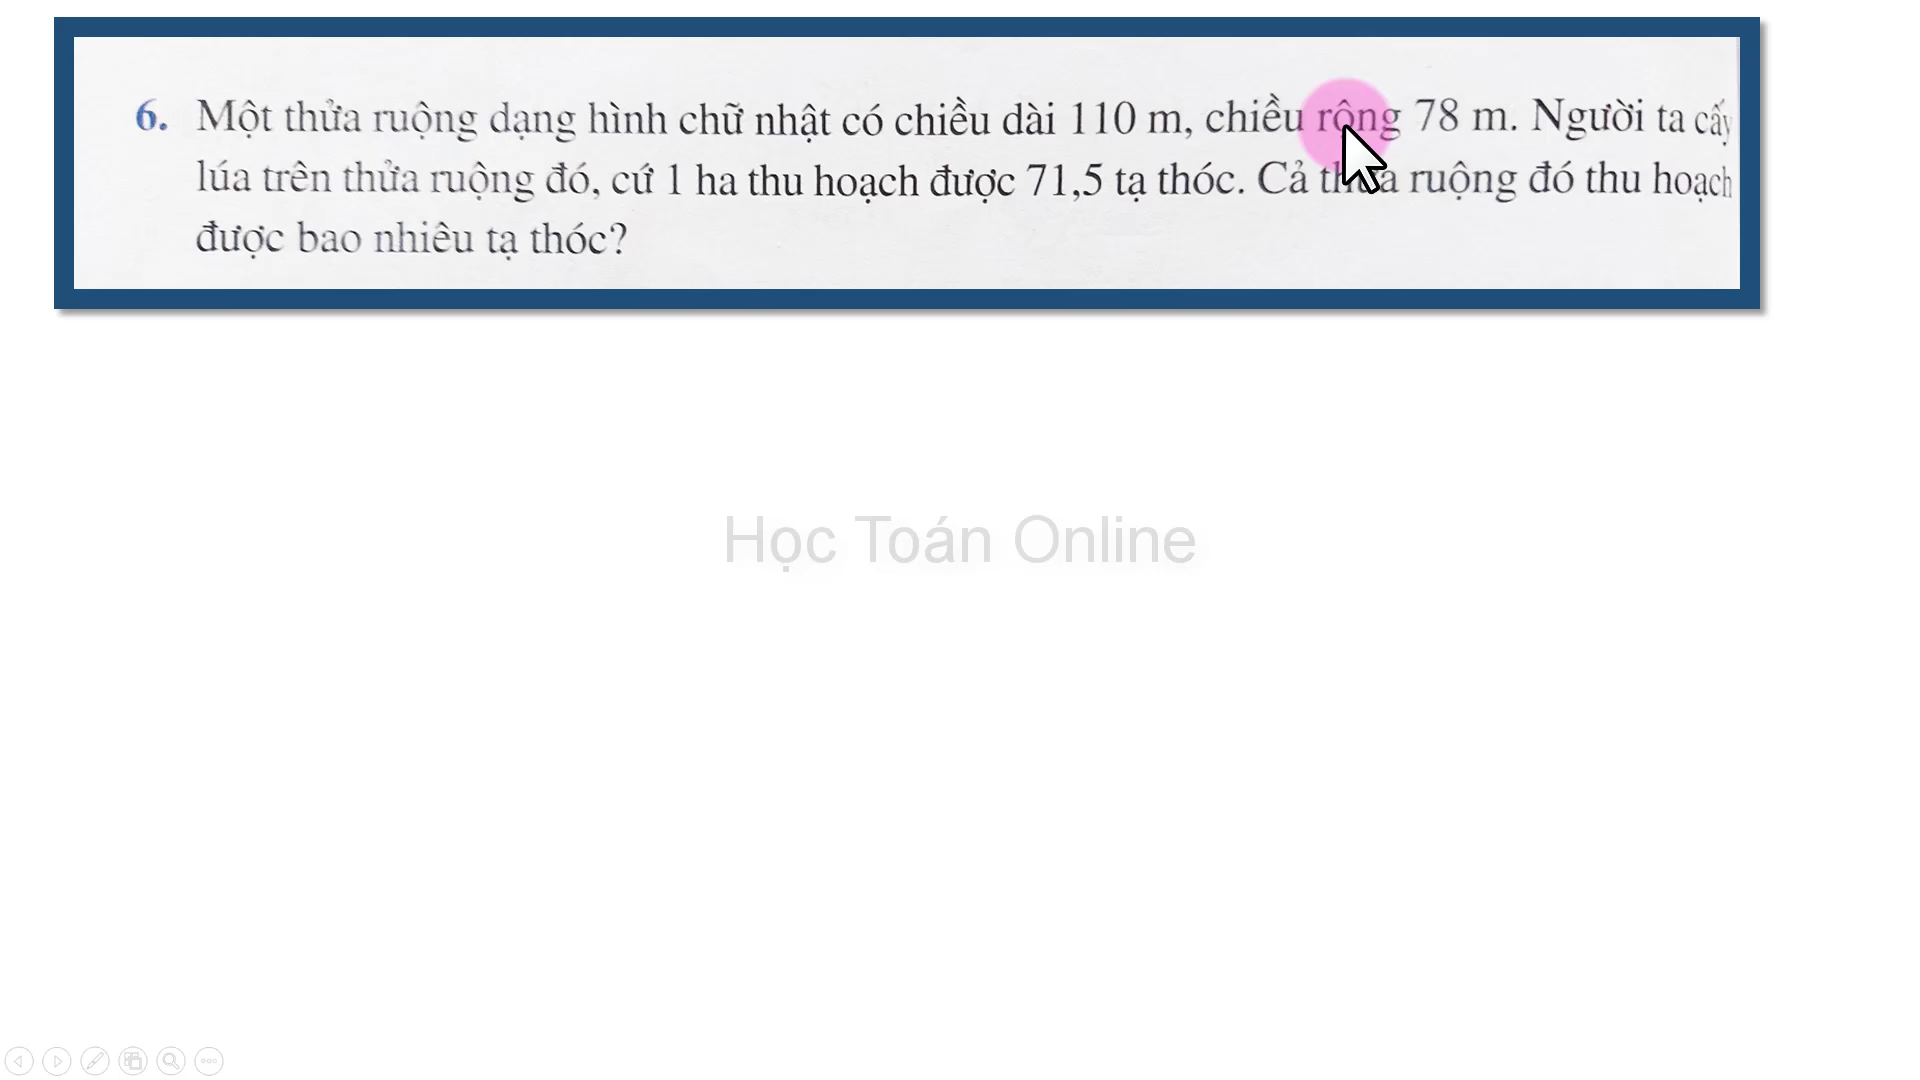 6. Một thửa ruộng dạng hình chữ nhật có chiều dài 110 m, chiều rộng 78 m. Người ta cấy
lúa trên thửa ruộng đó, cứ 1 ha thu hoạch được 71,5 tạ thóc. Cả thửa ruộng đó thu hoạch
được bao nhiêu tạ thóc?
Học Toán Online